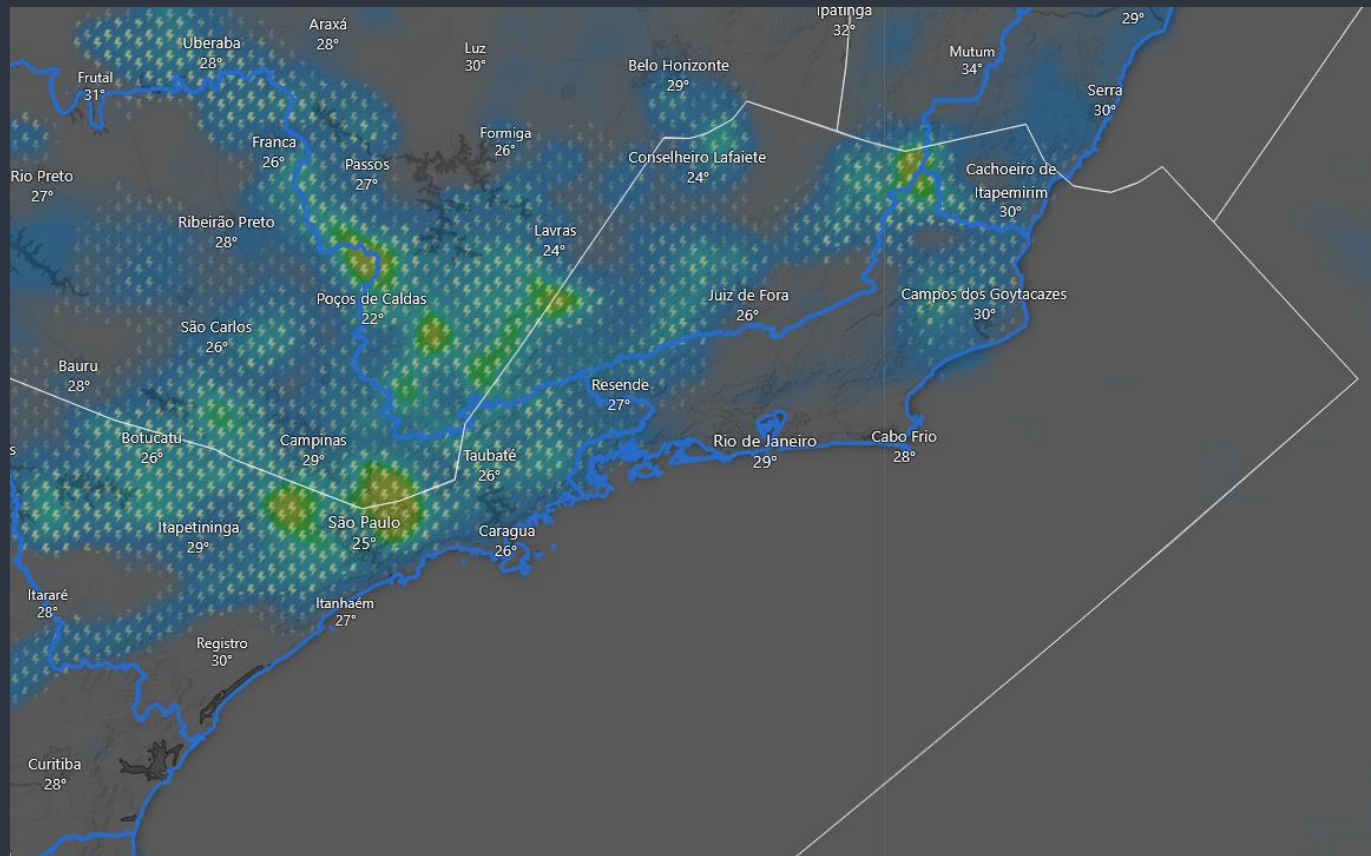 Ipatinga
32°
29°
Araxá
28°
Uberaba
28°
Luz
30°
Mutum
34°
Belo Horizonte
29°
Frutal
31°
Serra
30°
Formiga
26°
Franca
26°
Passos
27°
Conselheiro Lafaiete
24°
Cachoeiro de
Itapemirim
30°
Rio Preto
27°
Ribeirão Preto
28°
Lavras
24°
Poços de Caldas
22°
Juiz de Fora
26°
Campos dos Goytacazes
30°
São Carlos
26°
Bauru
28°
Resende
27°
s
Botucatu
26°
Campinas
29°
Taubaté
26°
Rio de Janeiro
29°
Cabo Frio
28°
Itapetininga
29°
São Paulo
25°
Caragua
26°
Itararé
28°
Itanhaém
27°
Registro
30°
Curitiba
28°